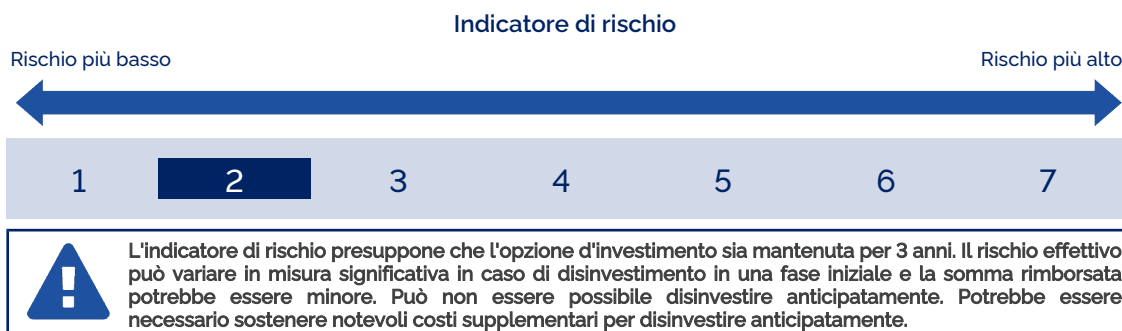 Indicatore di rischio
Rischio più basso
Rischio più alto
1 2 3 4 5 6 7
L'indicatore di rischio presuppone che l'opzione d'investimento sia mantenuta per 3 anni. Il rischio effettivo
può variare in misura significativa in caso di disinvestimento in una fase iniziale e la somma rimborsata
potrebbe essere minore. Può non essere possibile disinvestire anticipatamente. Potrebbe essere
necessario sostenere notevoli costi supplementari per disinvestire anticipatamente.